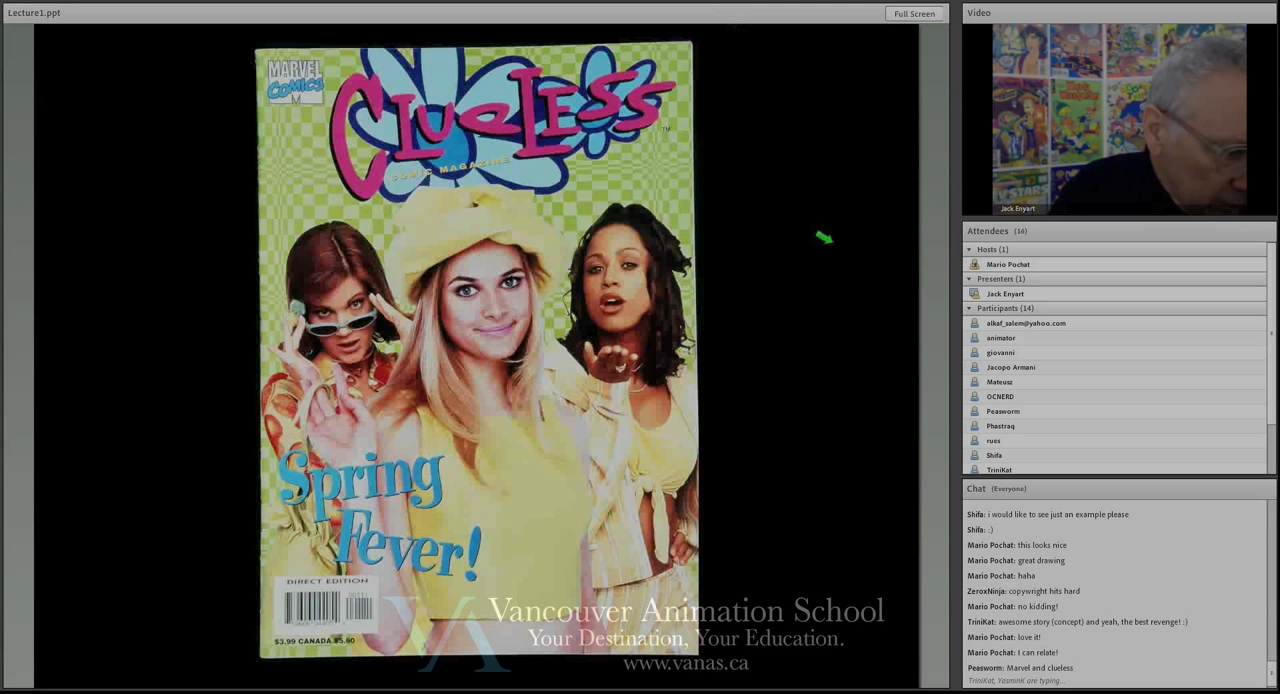 Lecture1.ppt
Full Screen
MARVEL
COMICS
M
CLUELESS
TM
COMIC MAGAZINE
Spring
Fever!
DIRECT EDITION
00111
$3.99 CANADA $5.60
Vancouver Animation School
Your Destination, Your Education.
www.vanas.ca
Video
TV STARS
Jack Enyart
Attendees (16)
Hosts (1)
Mario Pochat
Presenters (1)
Jack Enyart
Participants (14)
alkaf_salem@yahoo.com
animator
giovanni
Jacopo Armani
Mateusz
OCNERD
Peasworm
Phastraq
rues
Shifa
TriniKat
Chat (Everyone)
Shifa: i would like to see just an example please
Shifa: :)
Mario Pochat: this looks nice
Mario Pochat: great drawing
Mario Pochat: haha
ZeroxNinja: copywright hits hard
Mario Pochat: no kidding!
TriniKat: awesome story (concept) and yeah, the best revenge! :)
Mario Pochat: love it!
Mario Pochat: I can relate!
Peasworm: Marvel and clueless
TriniKat, YasminK are typing...